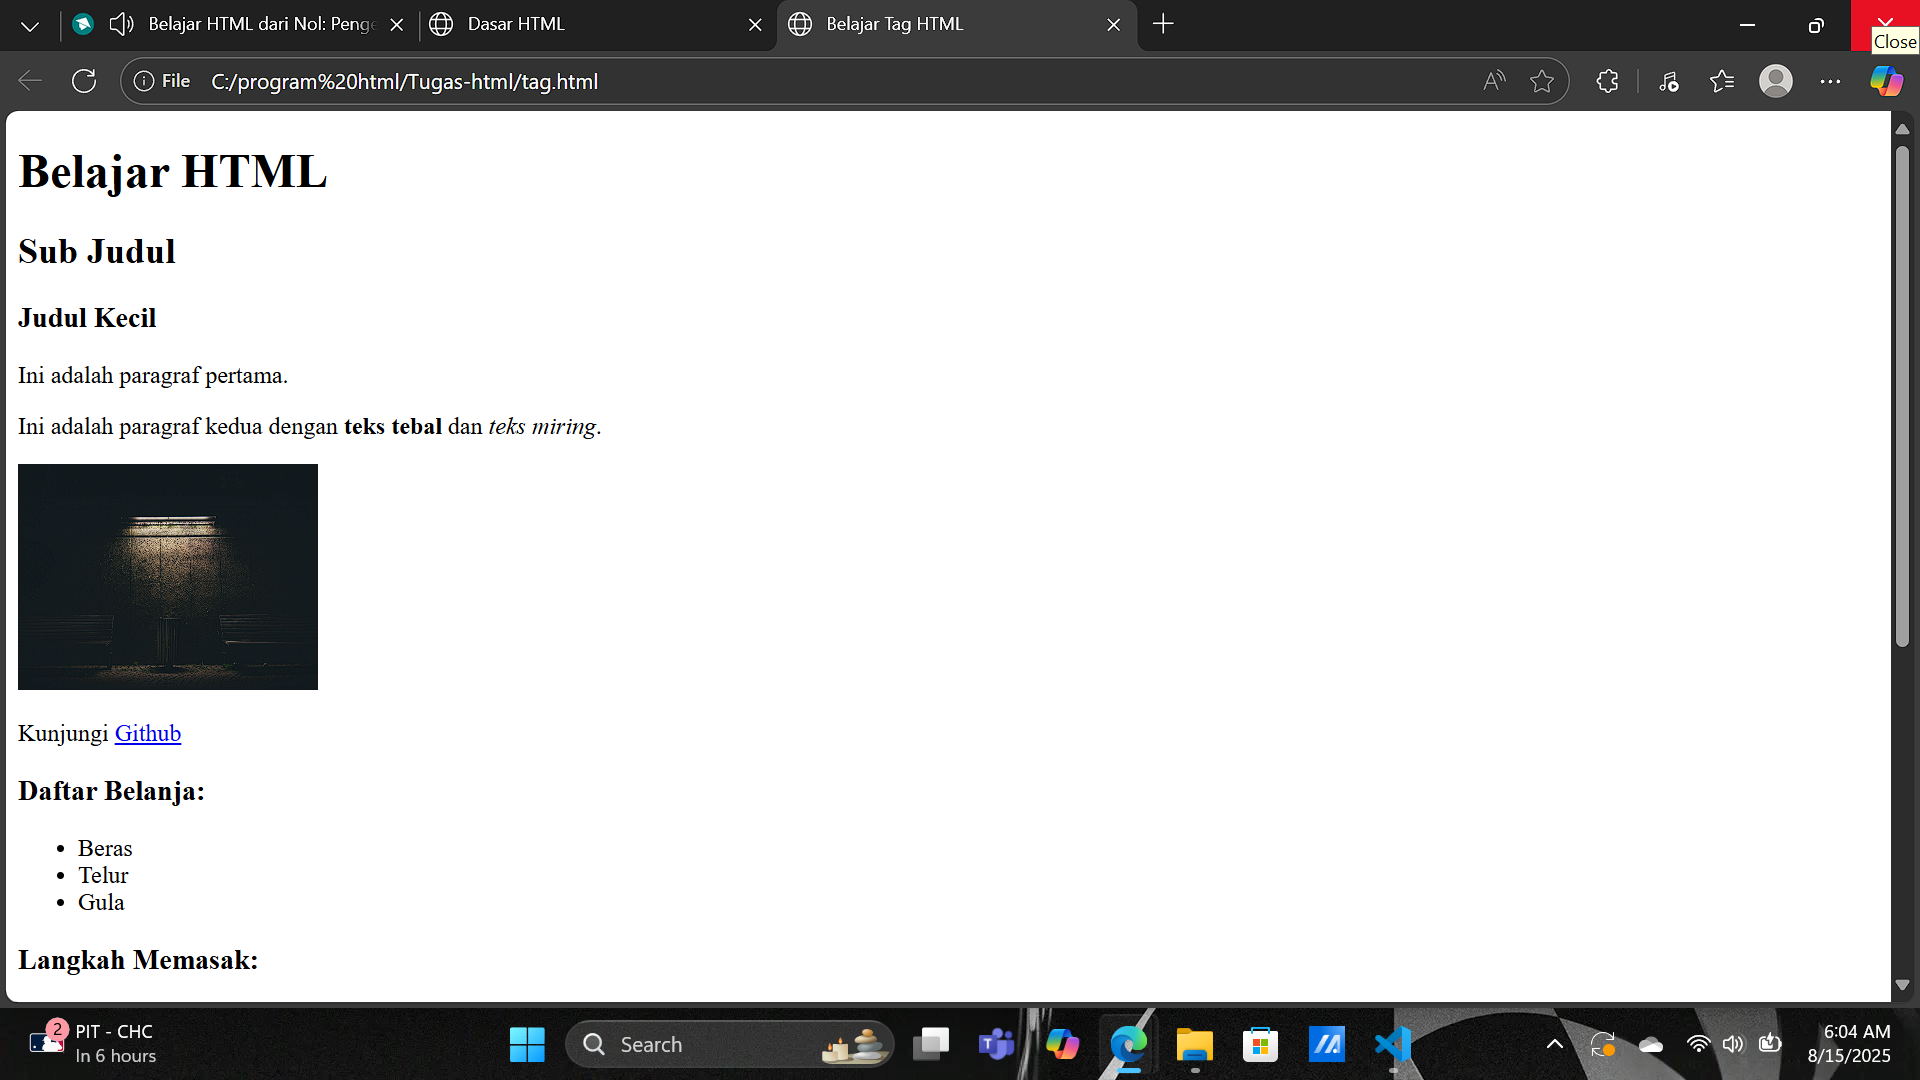 Belajar HTML dari Nol: Penge
Dasar HTML
Belajar Tag HTML
Close
File
C:/program%20html/Tugas-html/tag.html
Belajar HTML
Sub Judul
Judul Kecil
Ini adalah paragraf pertama.
Ini adalah paragraf kedua dengan teks tebal dan teks miring.
Kunjungi Github
Daftar Belanja:
• Beras
• Telur
• Gula
Langkah Memasak:
2
PIT - CHC
In 6 hours
Search
6:04 AM
8/15/2025